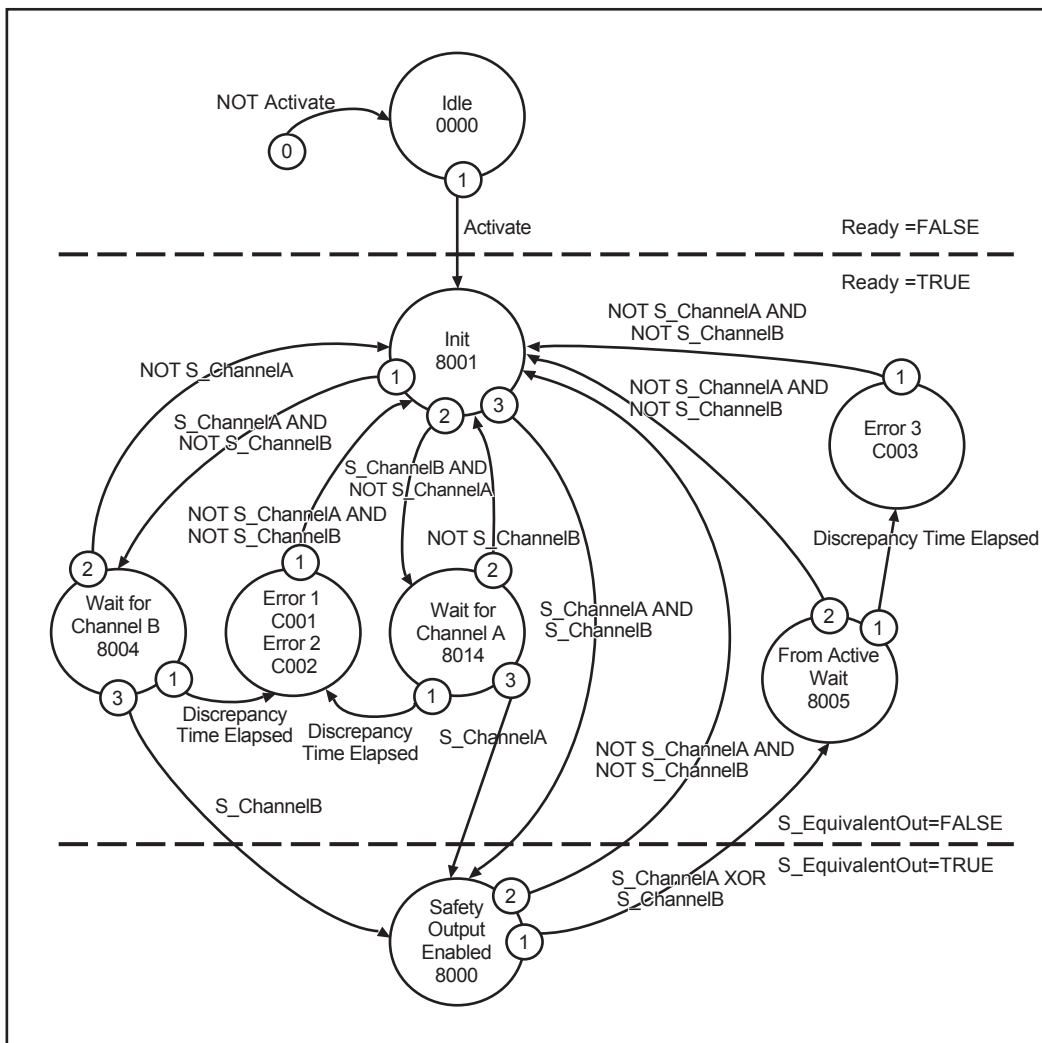 Idle
0000
NOT Activate
0
1
Activate
Ready =FALSE
Ready =TRUE
Init
8001
1
2
3
NOT S_ChannelA
S_ChannelA AND
NOT S_ChannelB
NOT S_ChannelA AND
NOT S_ChannelB
NOT S_ChannelA AND
NOT S_ChannelB
1
Error 3
C003
S_ChannelB AND
NOT S_ChannelA
NOT S_ChannelA AND
NOT S_ChannelB
NOT S_ChannelB
Discrepancy Time Elapsed
2
Wait for
Channel B
8004
1
3
1
Error 1
C001
Error 2
C002
2
Wait for
Channel A
8014
1
3
S_ChannelA AND
S_ChannelB
2
1
From Active
Wait
8005
Discrepancy
Time Elapsed
Discrepancy
Time Elapsed
S_ChannelA
NOT S_ChannelA AND
NOT S_ChannelB
S_ChannelB
S_EquivalentOut=FALSE
S_EquivalentOut=TRUE
S_ChannelA XOR
S_ChannelB
2
1
Safety
Output
Enabled
8000